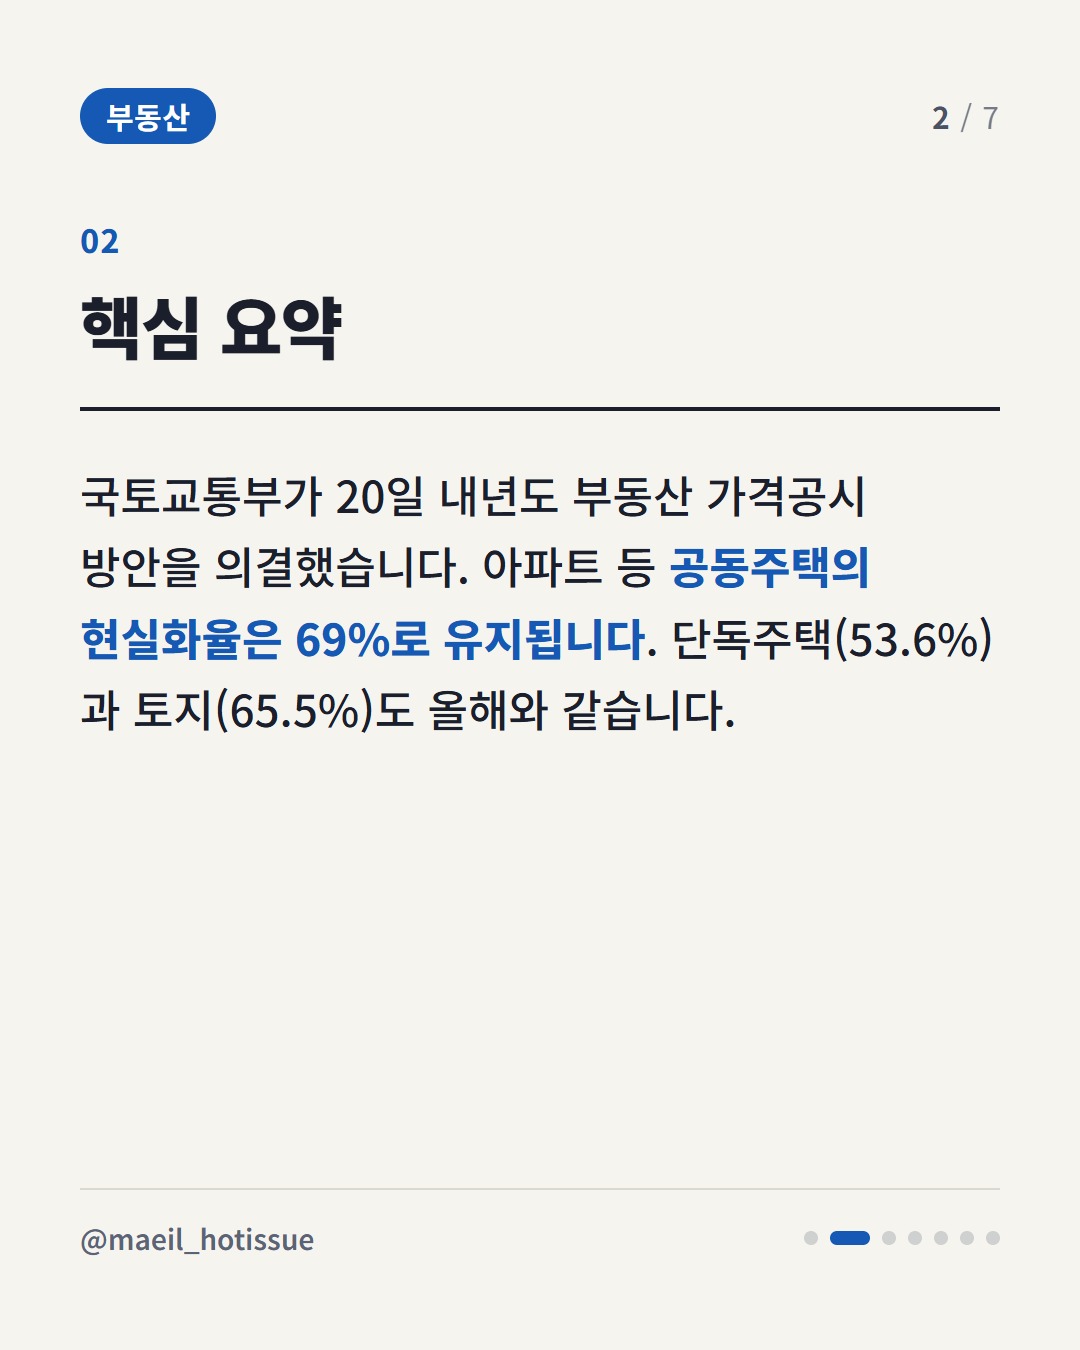 부동산
2 / 7
02
핵심 요약
국토교통부가 20일 내년도 부동산 가격공시
방안을 의결했습니다. 아파트 등 공동주택의
현실화율은 69%로 유지됩니다. 단독주택(53.6%)
과 토지(65.5%)도 올해와 같습니다.
@maeil_hotissue